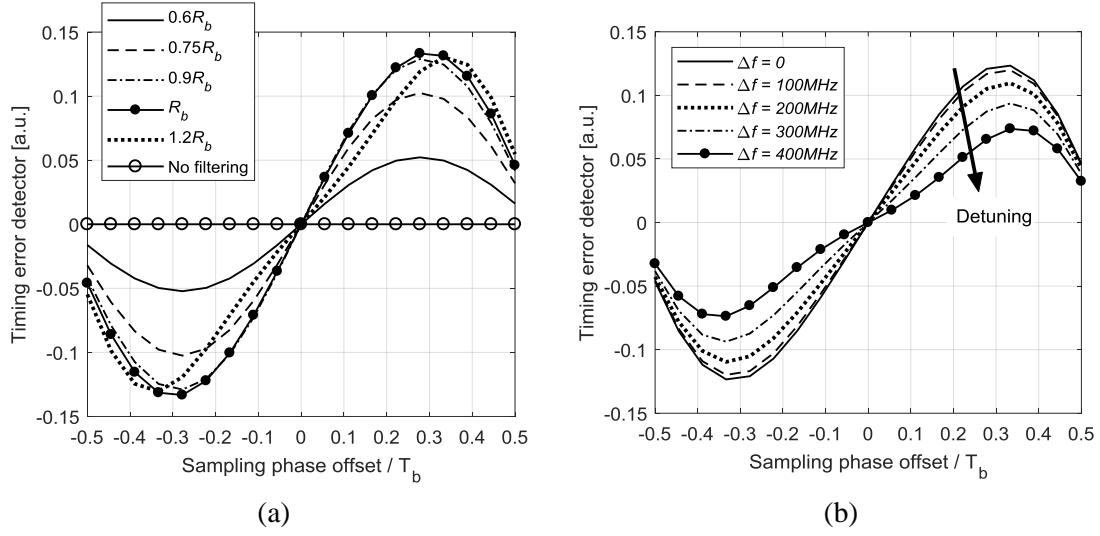 0.6R_b
0.75R_b
0.9R_b
R_b
1.2R_b
No filtering
0.15
0.1
0.05
0
-0.05
-0.1
-0.15
-0.5 -0.4 -0.3 -0.2 -0.1 0 0.1 0.2 0.3 0.4 0.5
Timing error detector [a.u.]
Sampling phase offset / T_b
(a)
Δf = 0
Δf = 100MHz
Δf = 200MHz
Δf = 300MHz
Δf = 400MHz
Detuning
0.15
0.1
0.05
0
-0.05
-0.1
-0.15
-0.5 -0.4 -0.3 -0.2 -0.1 0 0.1 0.2 0.3 0.4 0.5
Timing error detector [a.u.]
Sampling phase offset / T_b
(b)